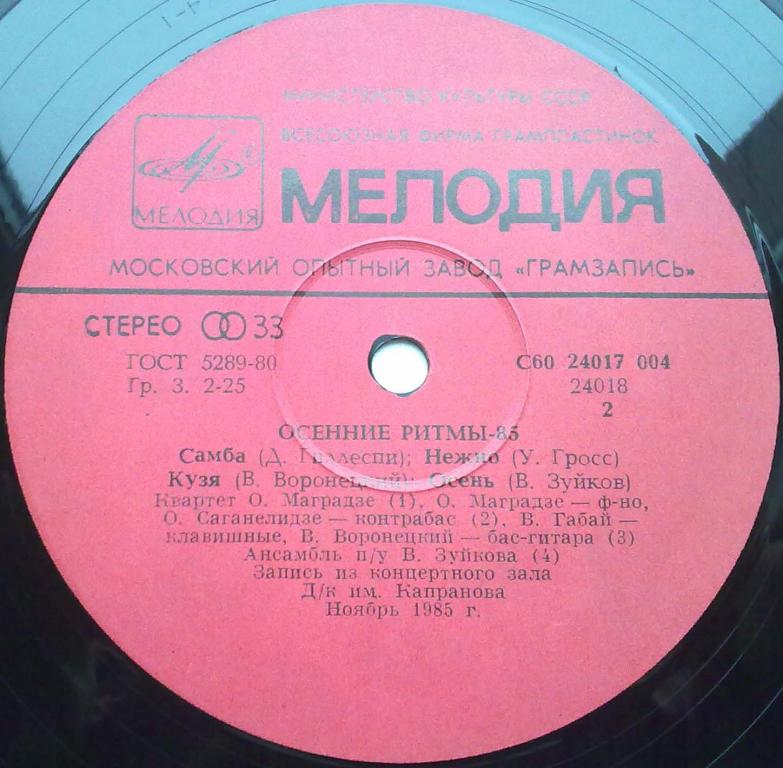 МИНИСТЕРСТВО КУЛЬТУРЫ СССР
ВСЕСОЮЗНАЯ ФИРМА ГРАМПЛАСТИНОК
МЕЛОДИЯ
МЕЛОДИЯ
МОСКОВСКИЙ ОПЫТНЫЙ ЗАВОД «ГРАМЗАПИСЬ»
СТЕРЕО 33
ГОСТ 5289-80
Гр. 3. 2-25
С60 24017 004
24018
2
ОСЕННИЕ РИТМЫ-85
Самба (Д. Гиллеспи); Нежно (У. Гросс)
Кузя (В. Воронецкий); Осень (В. Зуйков)
Квартет О. Маградзе (1), О. Маградзе — ф-но,
О. Саганелидзе — контрабас (2), В. Габай —
клавишные, В. Воронецкий — бас-гитара (3)
Ансамбль п/у В. Зуйкова (4)
Запись из концертного зала
Д/к им. Капранова
Ноябрь 1985 г.